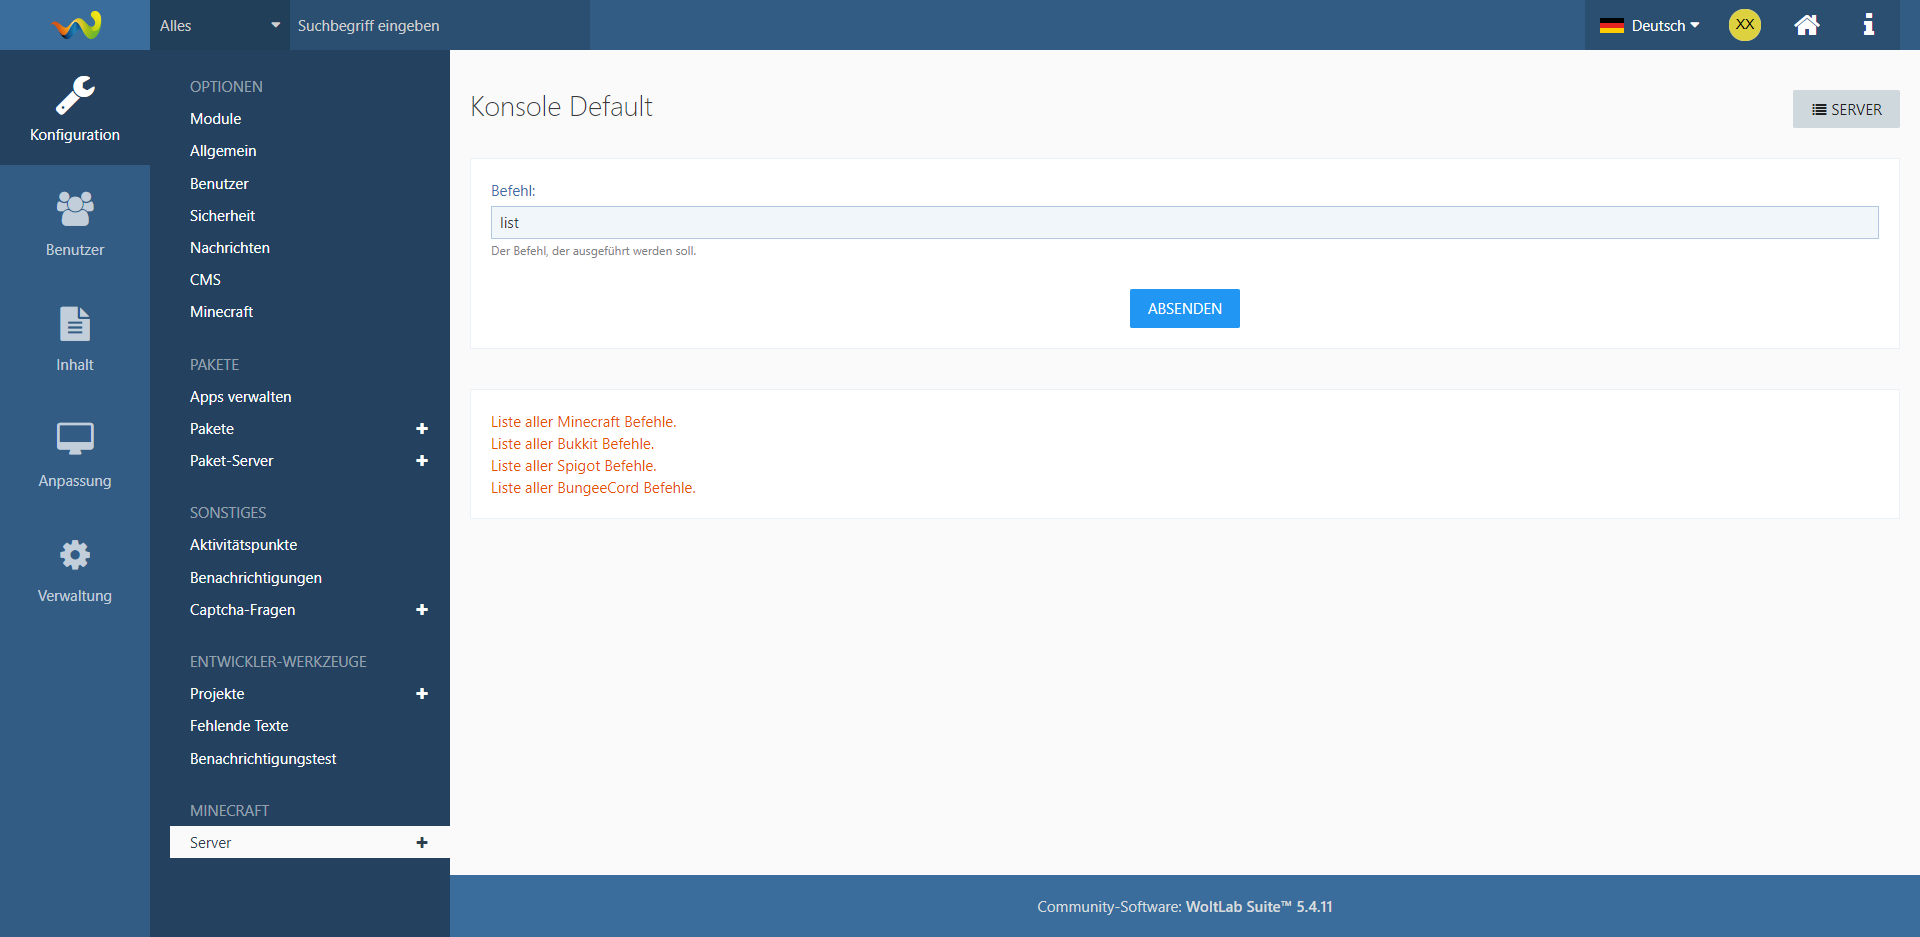 Alles
Suchbegriff eingeben
Deutsch
XX
Konfiguration
Benutzer
Inhalt
Anpassung
Verwaltung
OPTIONEN
Module
Allgemein
Benutzer
Sicherheit
Nachrichten
CMS
Minecraft
PAKETE
Apps verwalten
Pakete
Paket-Server
SONSTIGES
Aktivitätspunkte
Benachrichtigungen
Captcha-Fragen
ENTWICKLER-WERKZEUGE
Projekte
Fehlende Texte
Benachrichtigungstest
MINECRAFT
Server
Konsole Default
SERVER
Befehl:
list
Der Befehl, der ausgeführt werden soll.
ABSENDEN
Liste aller Minecraft Befehle.
Liste aller Bukkit Befehle.
Liste aller Spigot Befehle.
Liste aller BungeeCord Befehle.
Community-Software: WoltLab Suite™ 5.4.11